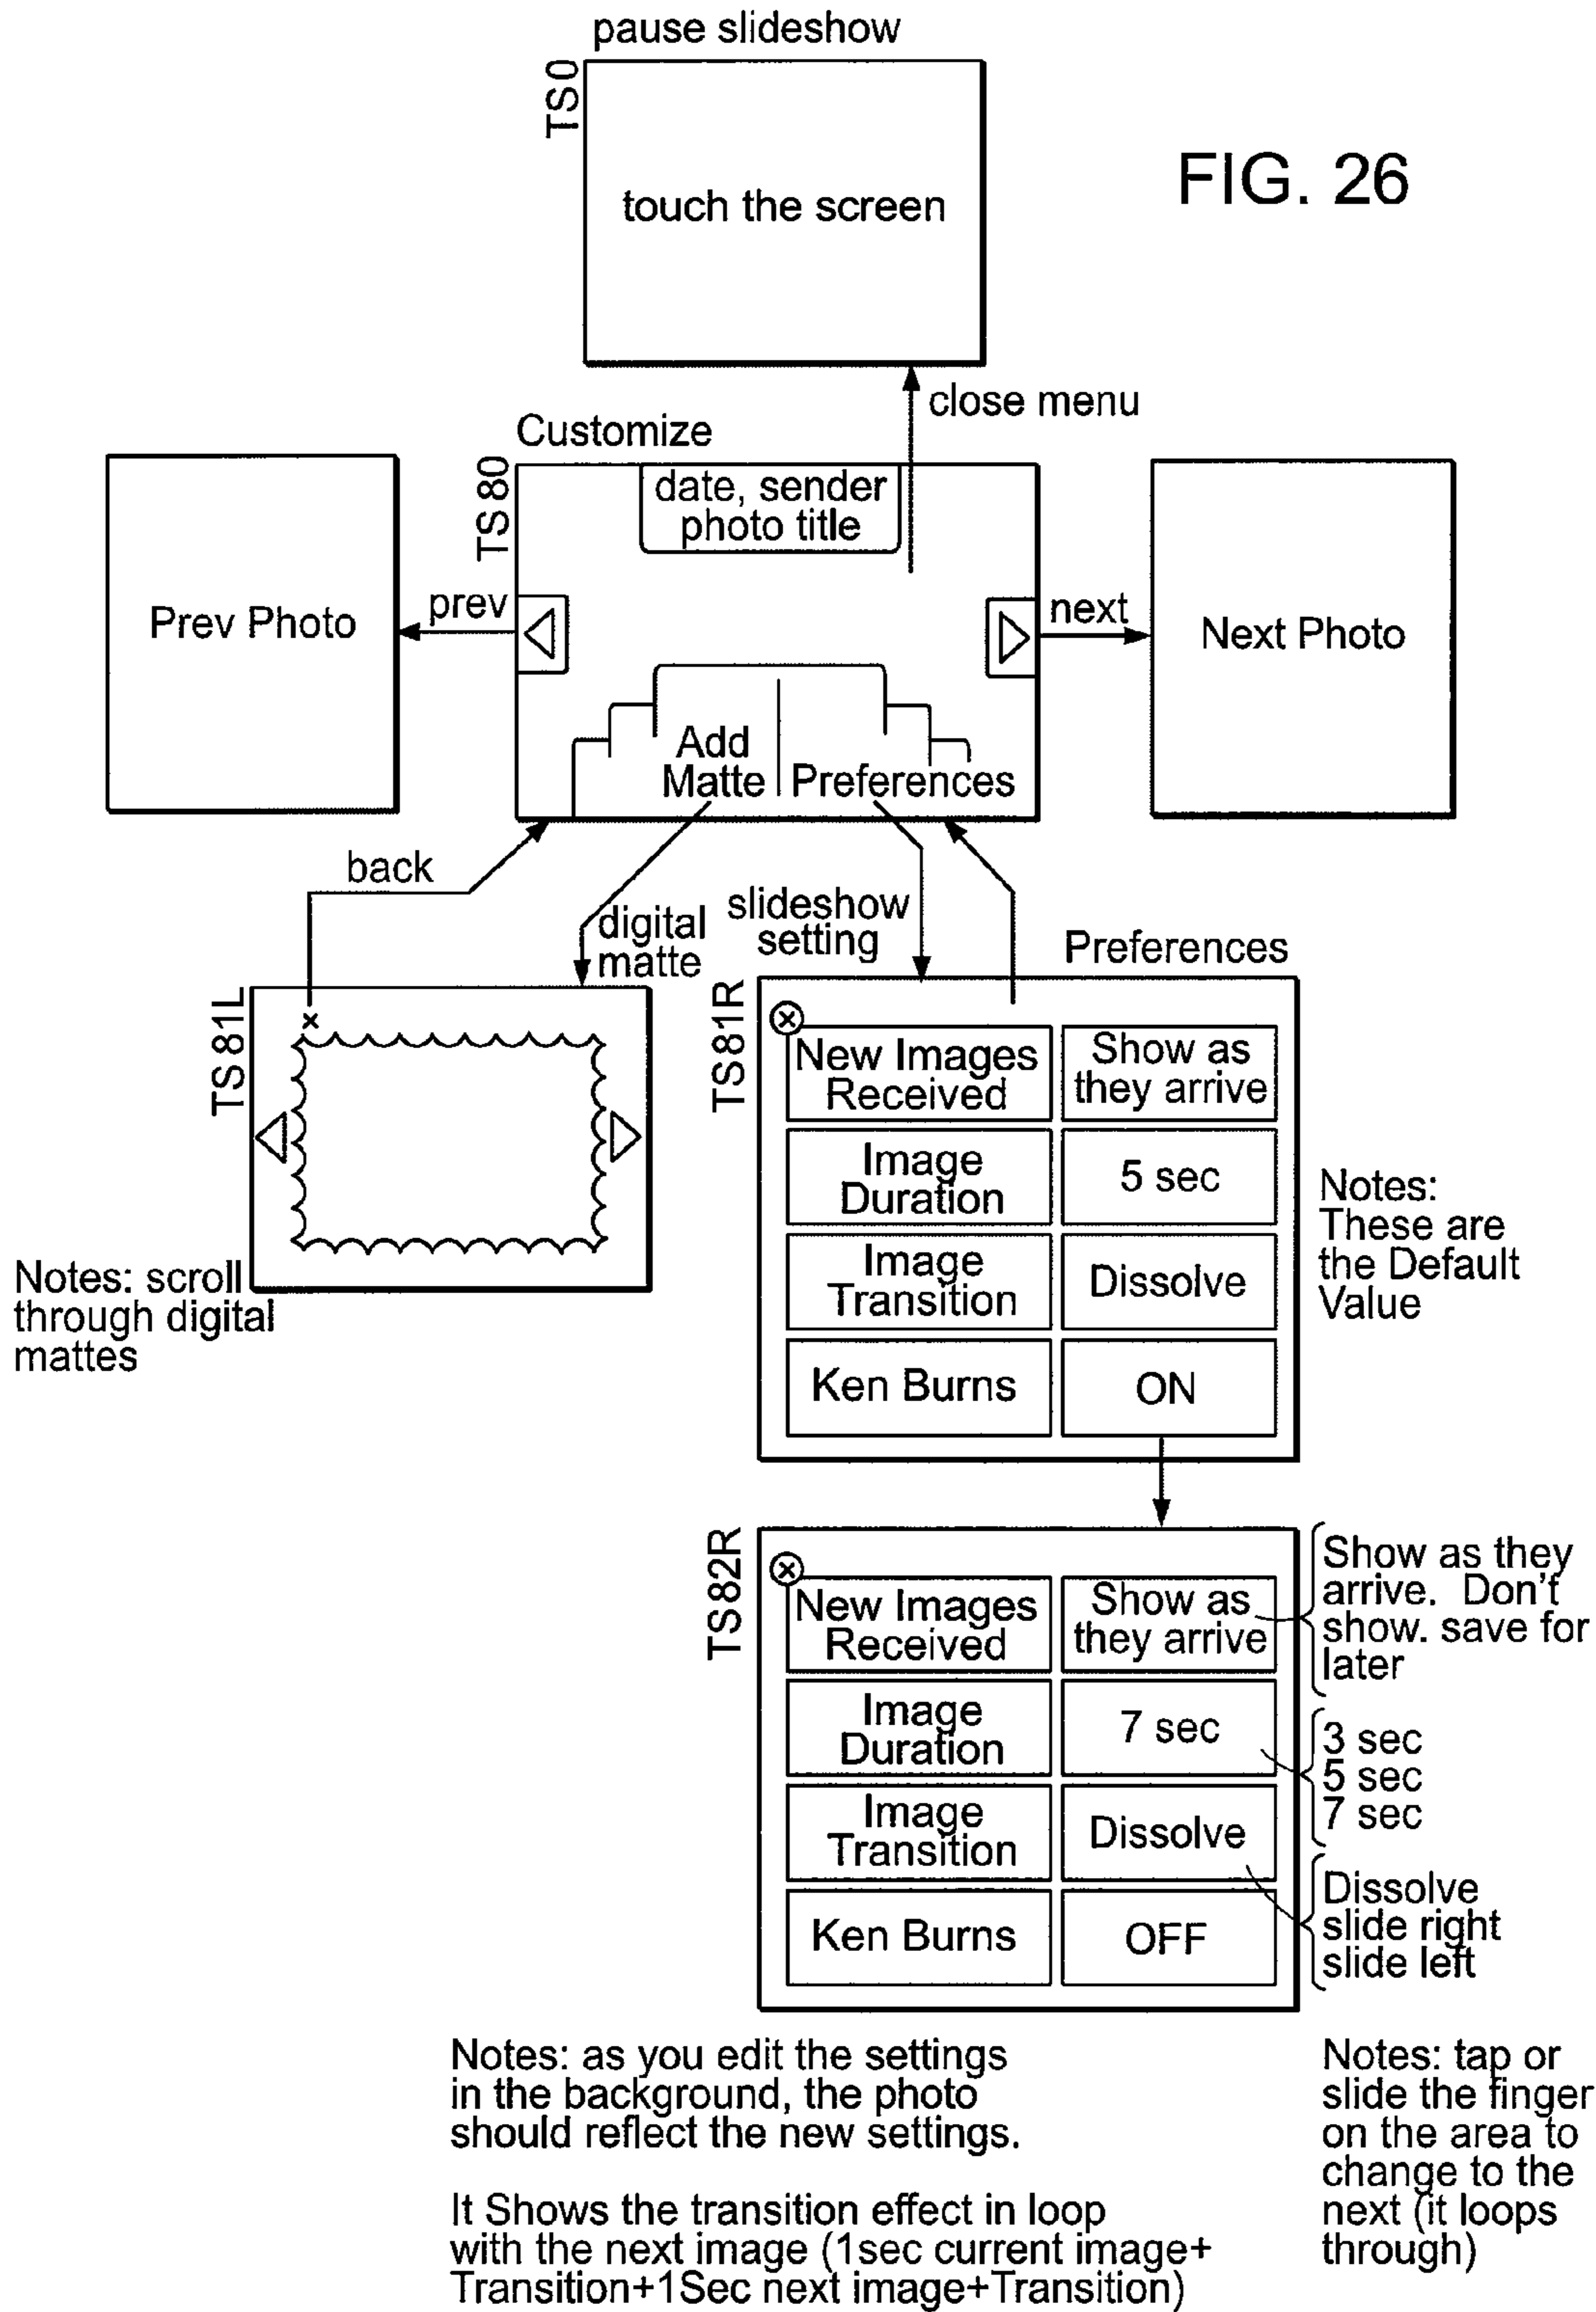 pause slideshow
TS 0
touch the screen
FIG. 26
close menu
Customize
TS 80
date, sender
photo title
Prev Photo
prev
next
Next Photo
Add
Matte
Preferences
back
digital
matte
slideshow
setting
Preferences
TS 81L
x
Notes: scroll
through digital
mattes
TS81R
New Images
Received
Show as
they arrive
Image
Duration
5 sec
Image
Transition
Dissolve
Ken Burns
ON
Notes:
These are
the Default
Value
TS82R
New Images
Received
Show as
they arrive
Image
Duration
7 sec
Image
Transition
Dissolve
Ken Burns
OFF
Show as they
arrive. Don't
show. save for
later
3 sec
5 sec
7 sec
Dissolve
slide right
slide left
Notes: as you edit the settings
in the background, the photo
should reflect the new settings.
It Shows the transition effect in loop
with the next image (1sec current image+
Transition+1Sec next image+Transition)
Notes: tap or
slide the finger
on the area to
change to the
next (it loops
through)